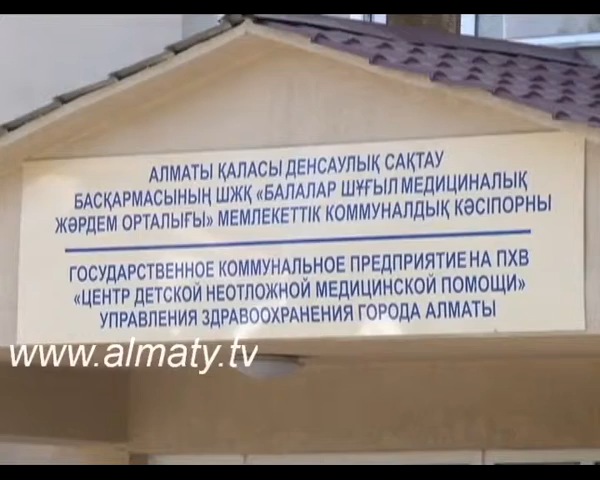 АЛМАТЫ ҚАЛАСЫ ДЕНСАУЛЫҚ САҚТАУ
БАСҚАРМАСЫНЫҢ ШЖҚ «БАЛАЛАР ШҰҒЫЛ МЕДИЦИНАЛЫҚ
ЖӘРДЕМ ОРТАЛЫҒЫ» МЕМЛЕКЕТТІК КОММУНАЛДЫҚ КӘСІПОРНЫ
ГОСУДАРСТВЕННОЕ КОММУНАЛЬНОЕ ПРЕДПРИЯТИЕ НА ПХВ
«ЦЕНТР ДЕТСКОЙ НЕОТЛОЖНОЙ МЕДИЦИНСКОЙ ПОМОЩИ»
УПРАВЛЕНИЯ ЗДРАВООХРАНЕНИЯ ГОРОДА АЛМАТЫ
www.almaty.tv